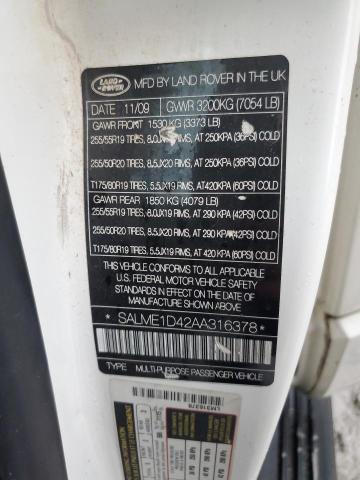 LAND ROVER
MFG BY LAND ROVER IN THE UK
DATE 11/09 GVWR 3200KG (7054 LB)
GAWR FRONT 1530 KG (3373 LB)
255/55R19 TIRES, 8.0JX19 RIMS, AT 250KPA (36PSI) COLD
255/50R20 TIRES, 8.5JX20 RIMS, AT 250KPA (36PSI) COLD
T175/80R19 TIRES, 5.5JX19 RIMS, AT420KPA (60PSI) COLD
GAWR REAR 1850 KG (4079 LB)
255/55R19 TIRES, 8.0JX19 RIMS, AT 290 KPA (42PSI) COLD
255/50R20 TIRES, 8.5JX20 RIMS, AT 290 KPA (42PSI) COLD
T175/80R19 TIRES, 5.5JX19 RIMS, AT 420 KPA (60PSI) COLD
THIS VEHICLE CONFORMS TO ALL APPLICABLE
FEDERAL MOTOR VEHICLE SAFETY, BUMPER AND
THEFT PREVENTION STANDARDS IN EFFECT ON
THE DATE OF MANUFACTURE
SHOWN ABOVE.
* SALME1D42AA316378 *
TYPE MULTI-PURPOSE PASSENGER VEHICLE
LM316378